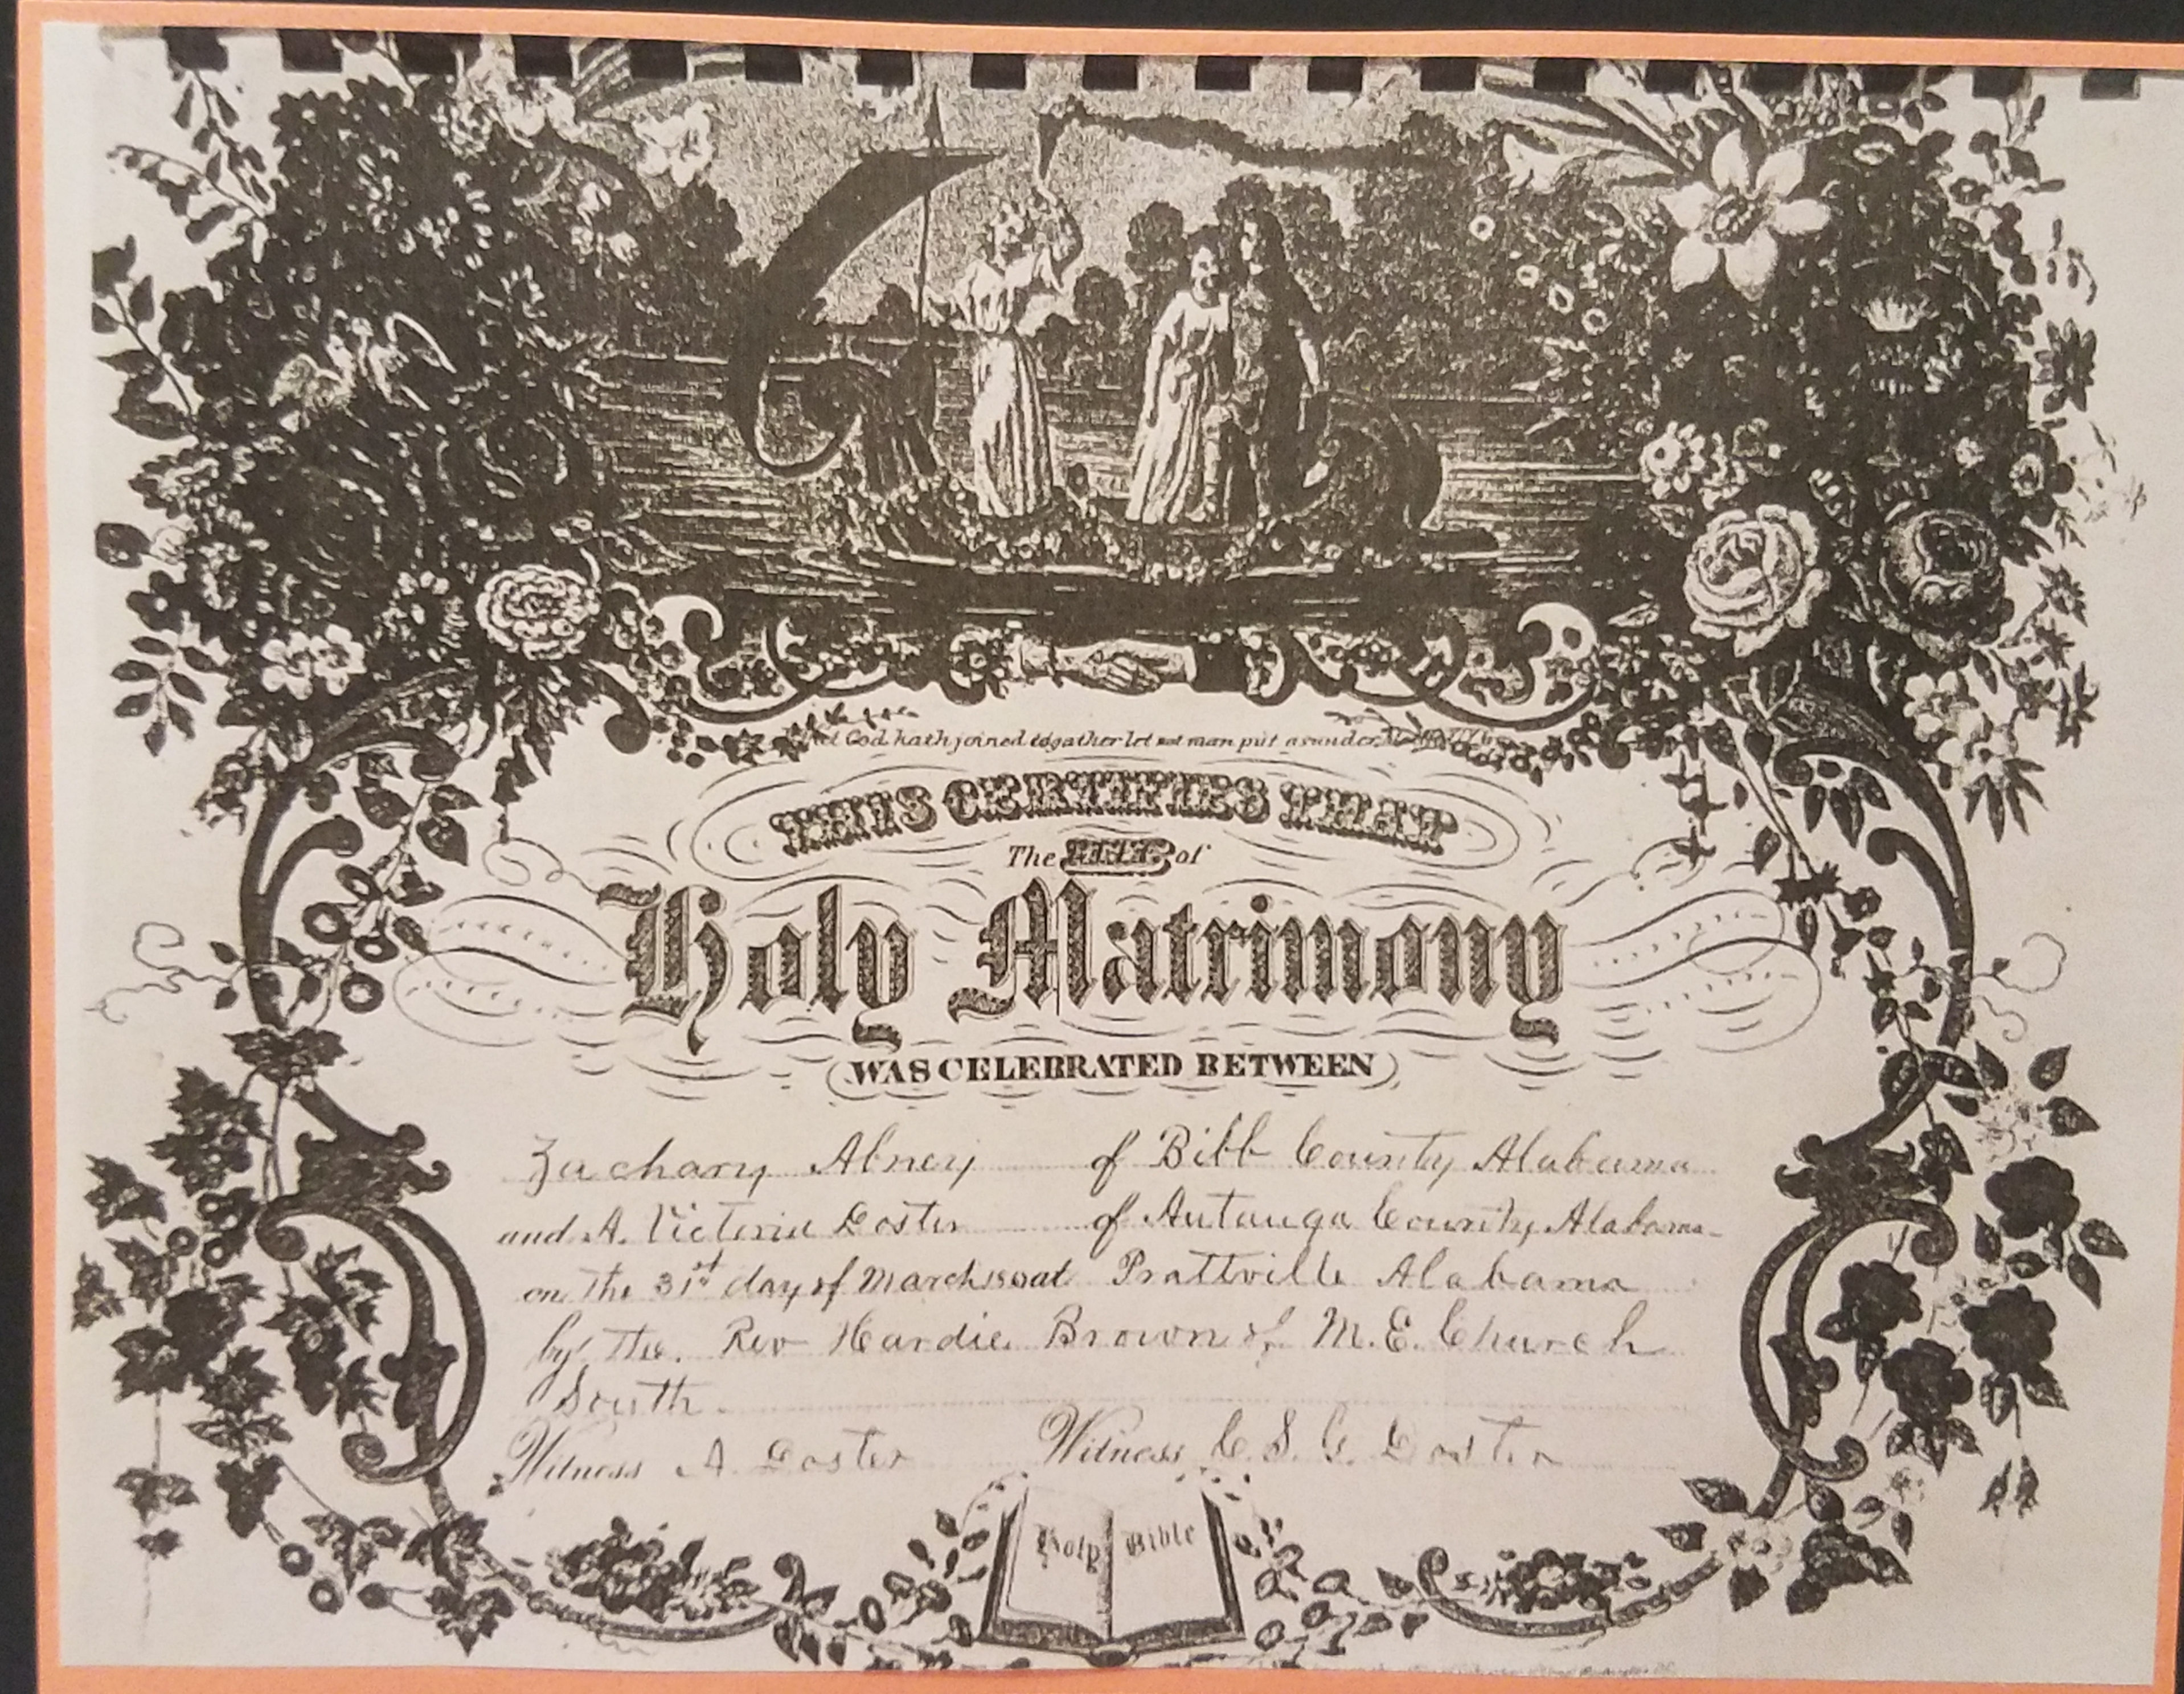 God hath joined together let not man put asunder
THIS CERTIFIES THAT
The RITE of
Holy Matrimony
WAS CELEBRATED BETWEEN
Zachary Abney of Bibb County Alabama
and A. Victoria Doster of Autauga County, Alabama
on the 31st day of March at Prattville Alabama
by the Rev Hardie Brown of M.E. Church
South
Witness A. Doster Witness C. S. G. Doster
Holy Bible